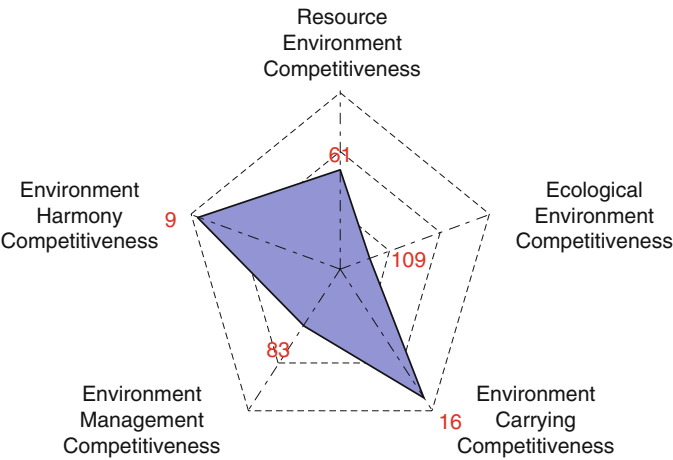 Resource
Environment
Competitiveness
61
Environment
Harmony
Competitiveness
9
Ecological
Environment
Competitiveness
109
83
Environment
Management
Competitiveness
16
Environment
Carrying
Competitiveness